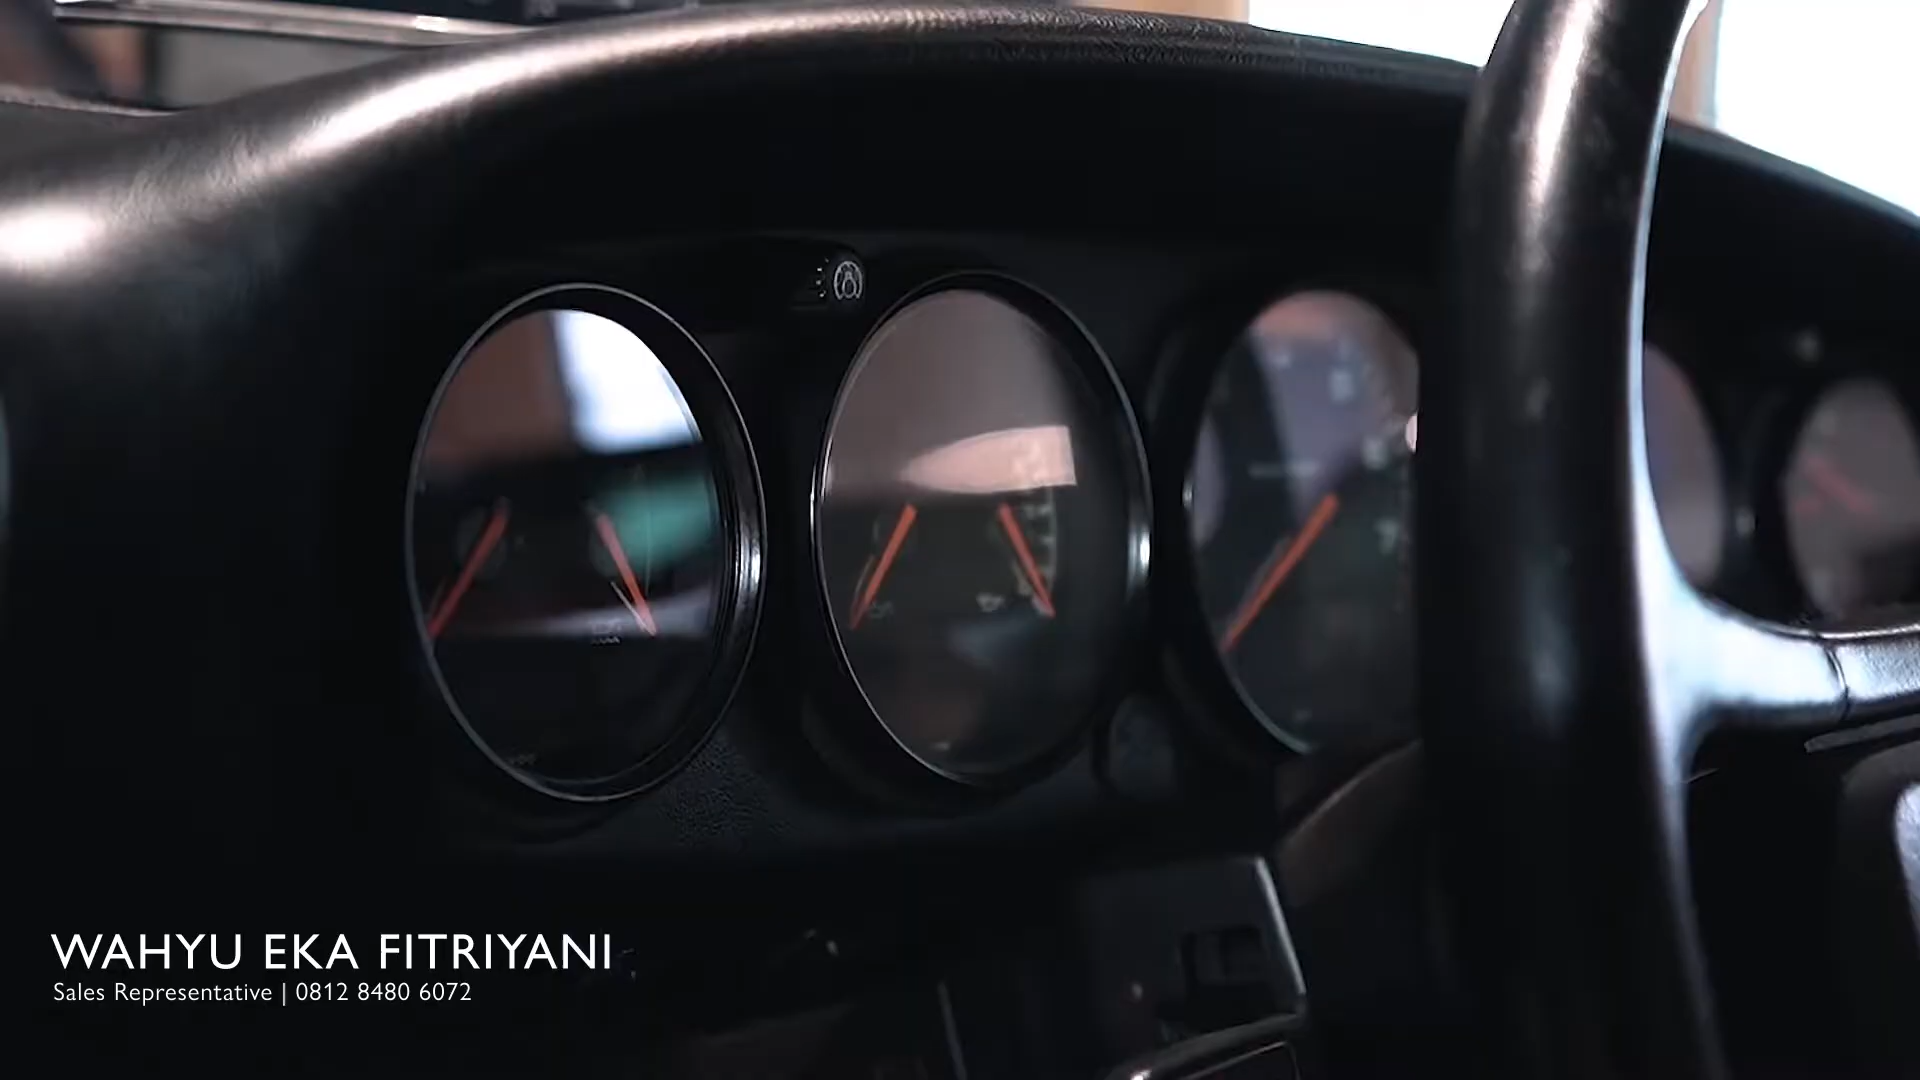 WAHYU EKA FITRIYANI
Sales Representative | 0812 8480 6072